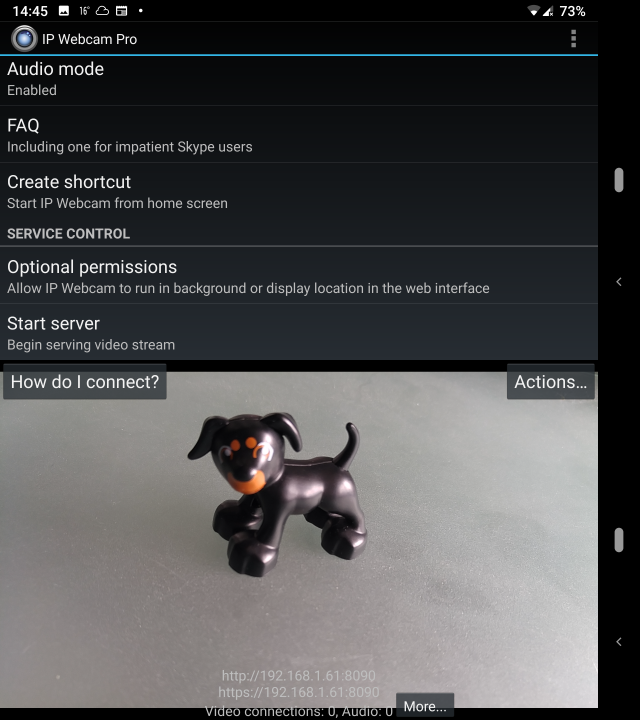 14:45
16°
73%
IP Webcam Pro
Audio mode
Enabled
FAQ
Including one for impatient Skype users
Create shortcut
Start IP Webcam from home screen
SERVICE CONTROL
Optional permissions
Allow IP Webcam to run in background or display location in the web interface
Start server
Begin serving video stream
How do I connect?
Actions...
http://192.168.1.61:8090
https://192.168.1.61:8090
Video connections: 0, Audio: 0
More...